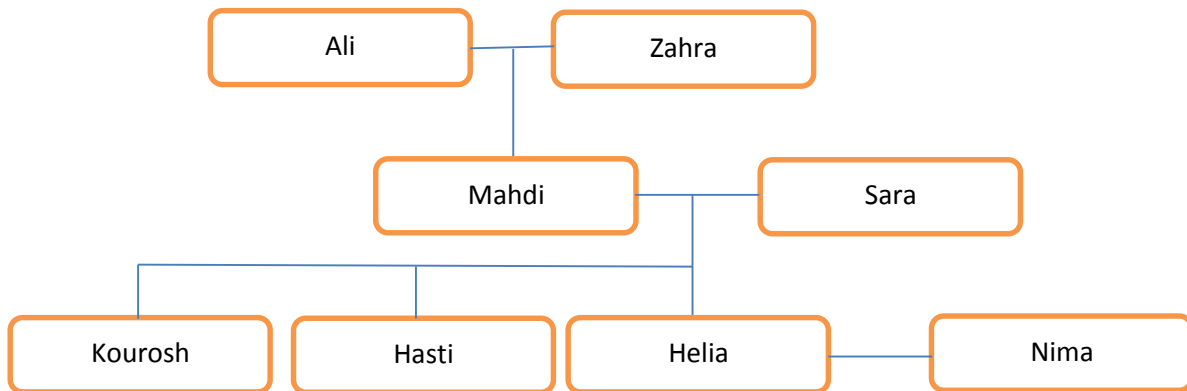 Ali
Zahra
Mahdi
Sara
Kourosh
Hasti
Helia
Nima